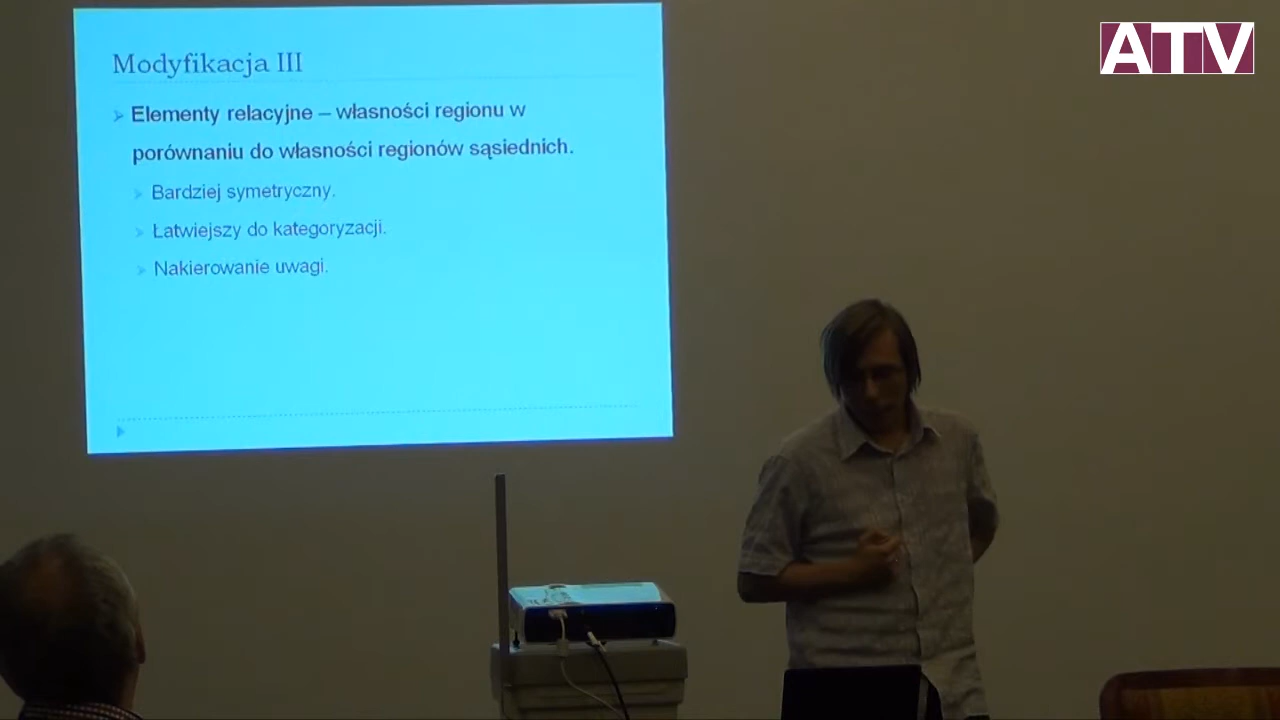 ATV
Modyfikacja III
Elementy relacyjne – własności regionu w
porównaniu do własności regionów sąsiednich.
Bardziej symetryczny.
Łatwiejszy do kategoryzacji.
Nakierowanie uwagi.